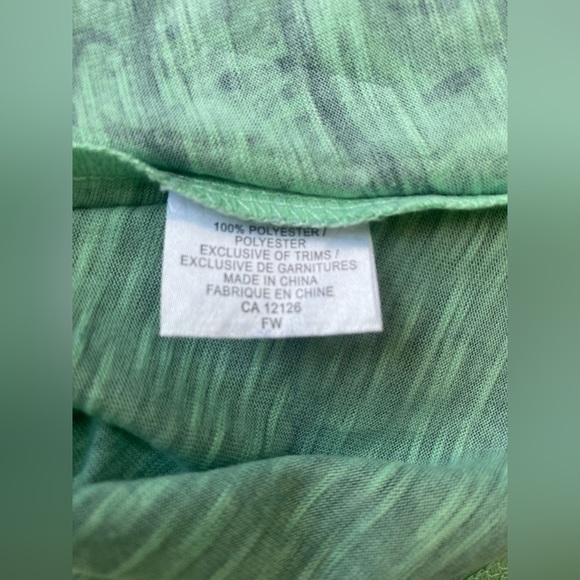 100% POLYESTER /
POLYESTER
EXCLUSIVE OF TRIMS /
EXCLUSIVE DE GARNITURES
MADE IN CHINA
FABRIQUE EN CHINE
CA 12126
FW